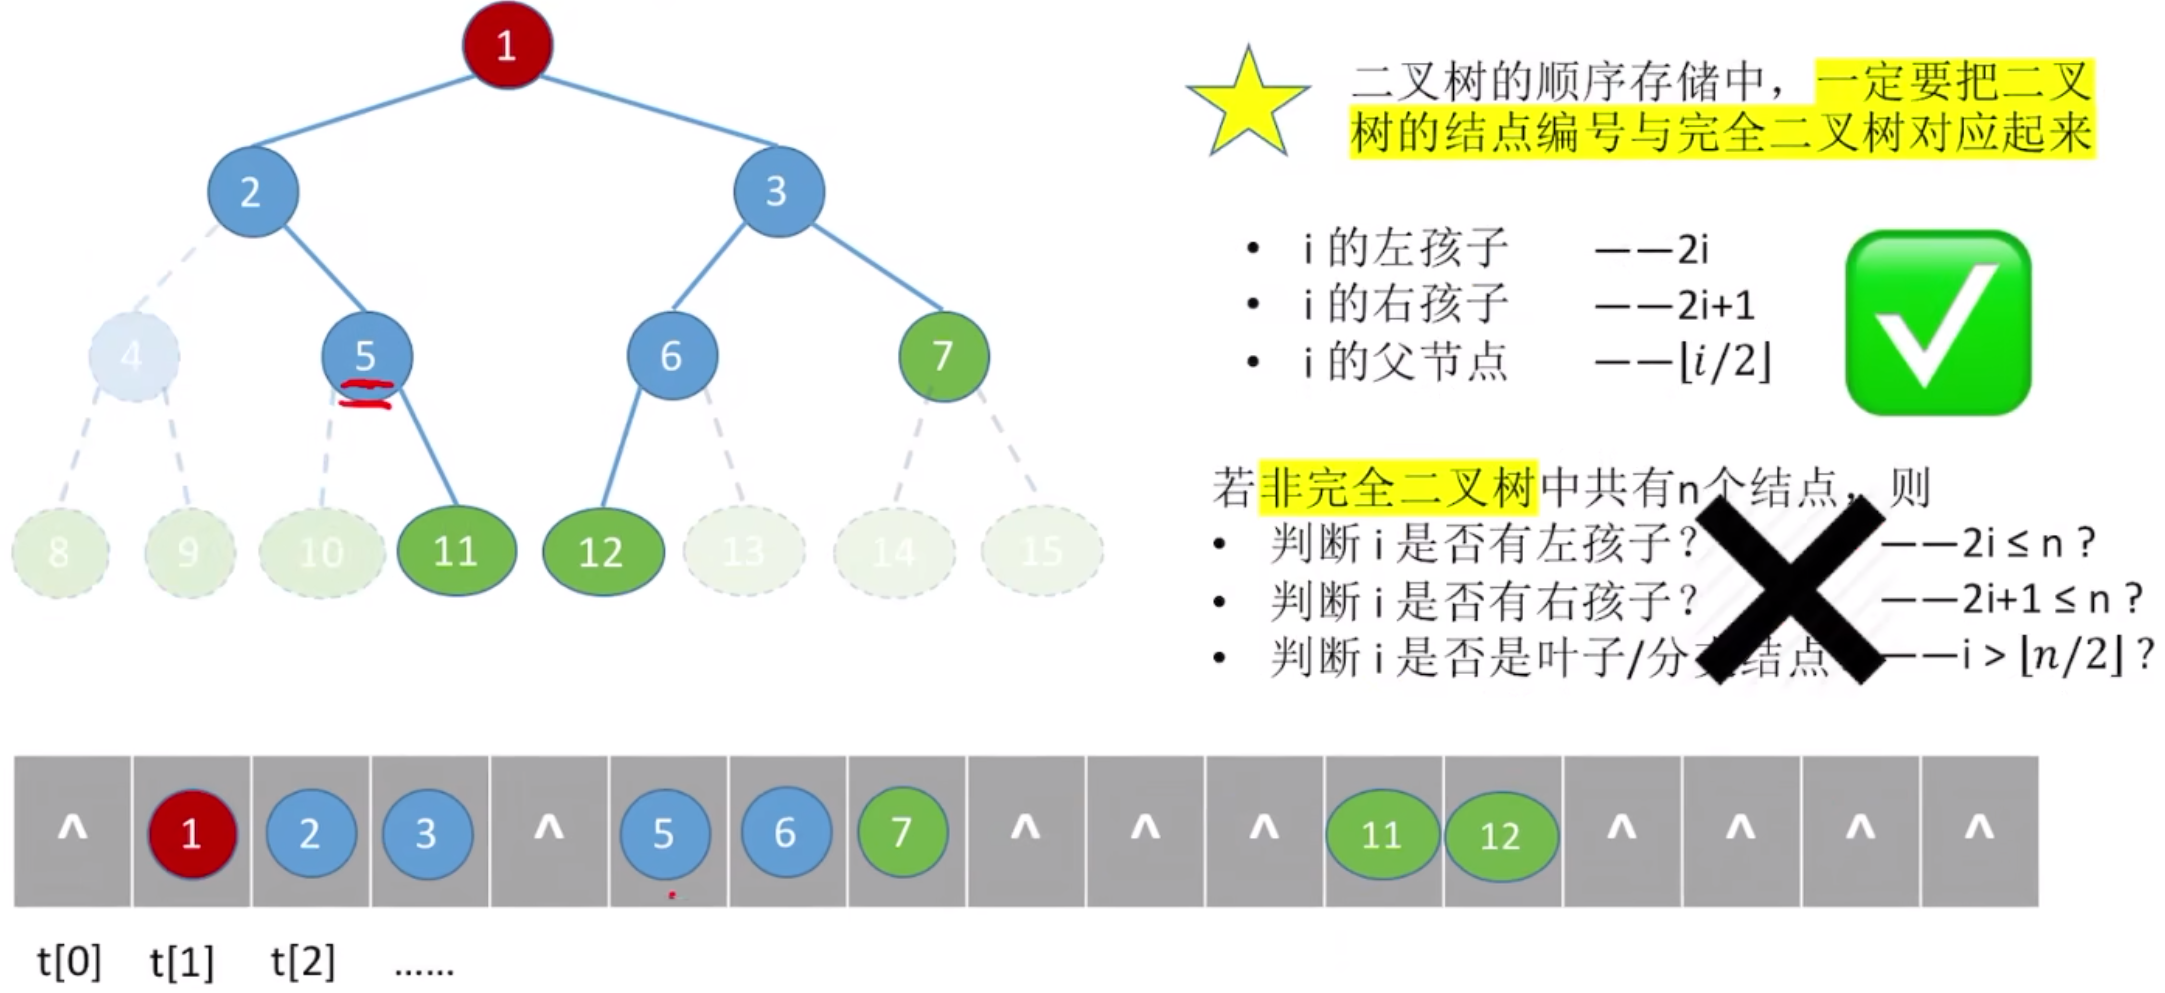 1
2
3
4
5
6
7
8
9
10
11
12
13
14
15
二叉树的顺序存储中，一定要把二叉
树的结点编号与完全二叉树对应起来
• i 的左孩子 ——2i
• i 的右孩子 ——2i+1
• i 的父节点 ——⌊i/2⌋
若非完全二叉树中共有n个结点，则
• 判断 i 是否有左孩子？ ——2i ≤ n ?
• 判断 i 是否有右孩子？ ——2i+1 ≤ n ?
• 判断 i 是否是叶子/分支结点 ——i > ⌊n/2⌋ ?
^ 1 2 3 ^ 5 6 7 ^ ^ ^ 11 12 ^ ^ ^ ^
t[0] t[1] t[2] ……